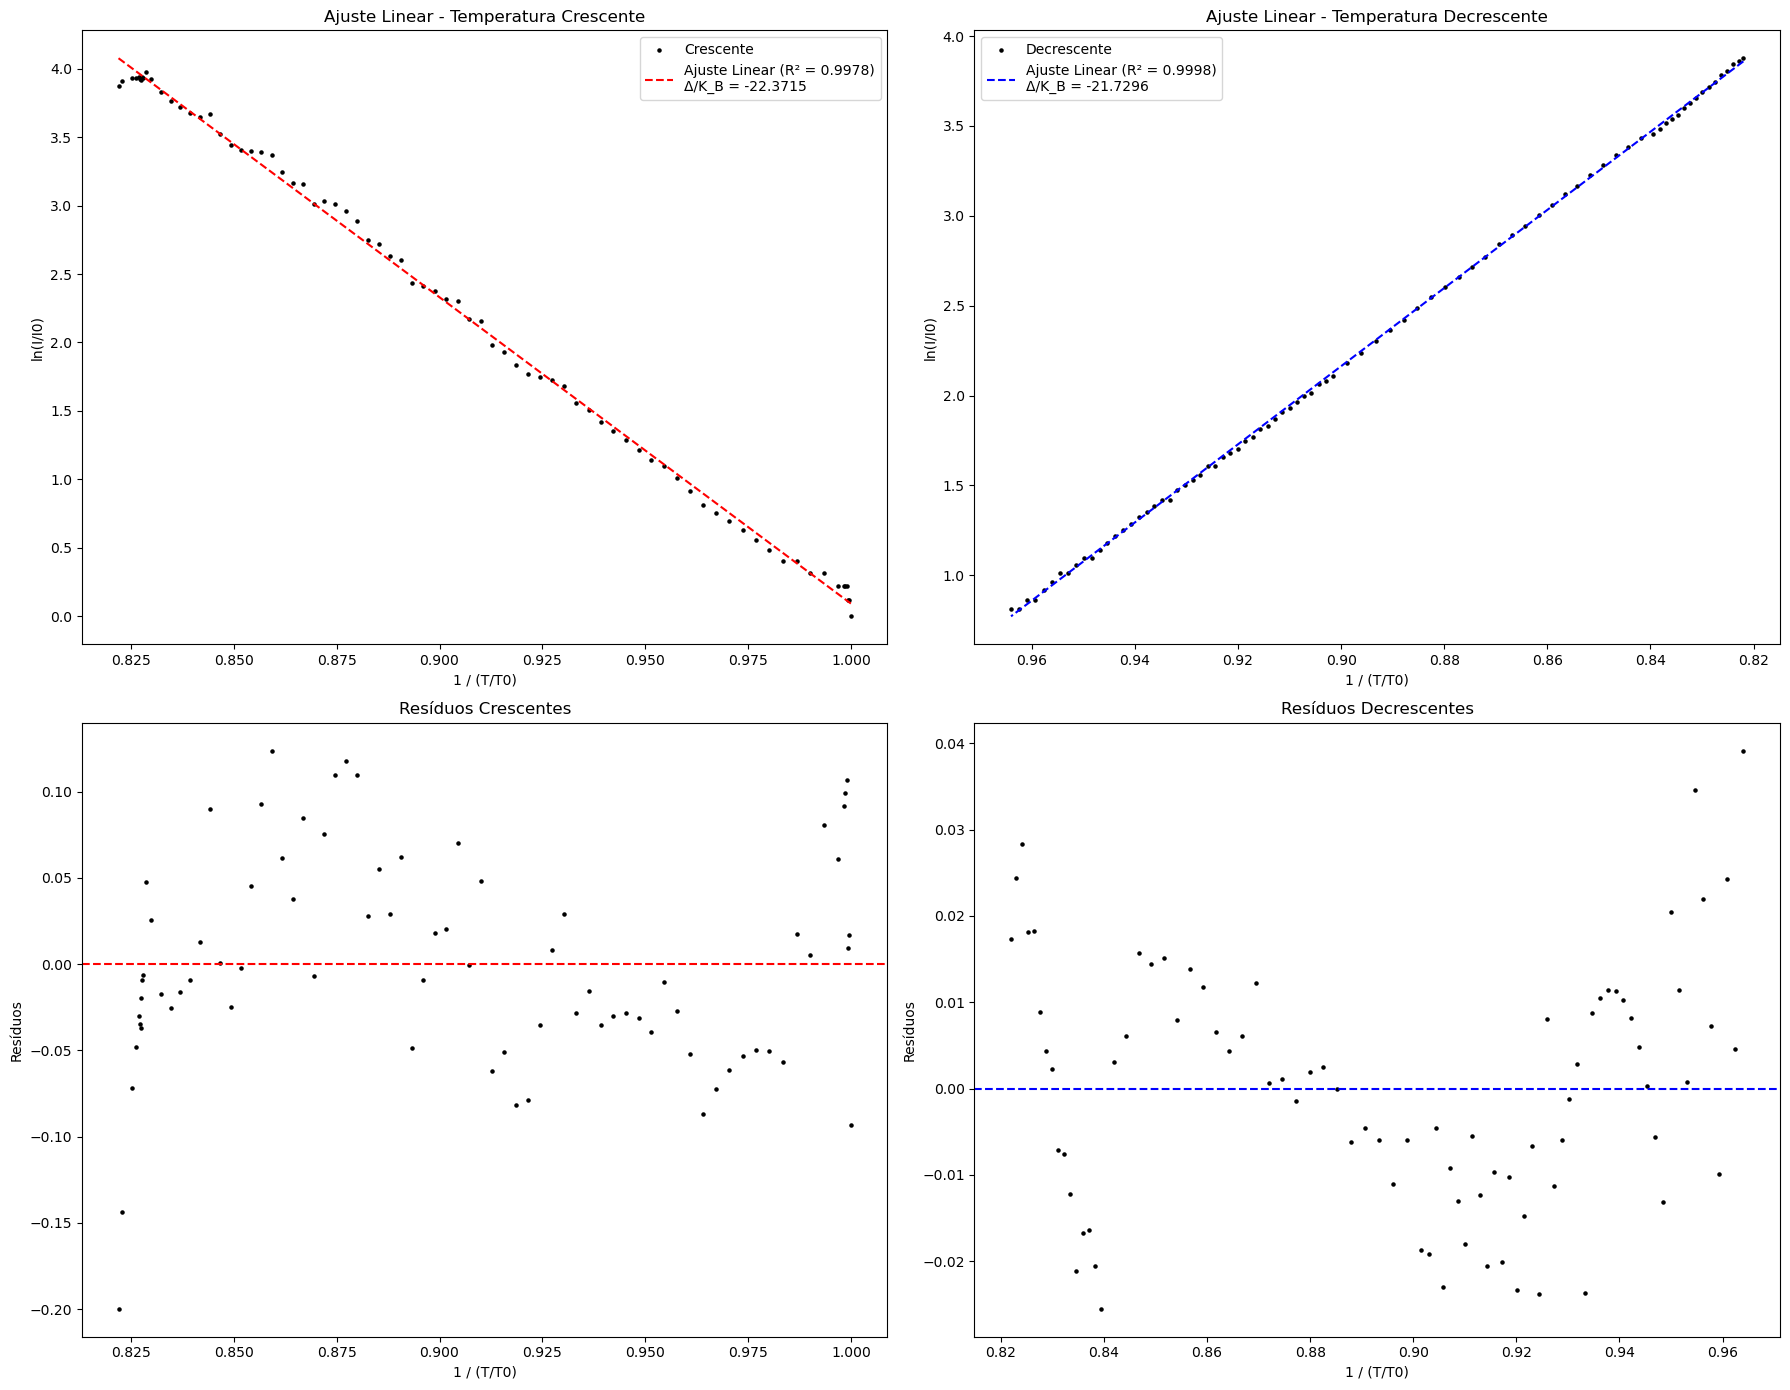 Ajuste Linear - Temperatura Crescente
Crescente
Ajuste Linear (R² = 0.9978)
Δ/K_B = -22.3715
ln(I/I0)
4.0
3.5
3.0
2.5
2.0
1.5
1.0
0.5
0.0
0.825 0.850 0.875 0.900 0.925 0.950 0.975 1.000
1 / (T/T0)
Ajuste Linear - Temperatura Decrescente
Decrescente
Ajuste Linear (R² = 0.9998)
Δ/K_B = -21.7296
ln(I/I0)
4.0
3.5
3.0
2.5
2.0
1.5
1.0
0.96 0.94 0.92 0.90 0.88 0.86 0.84 0.82
1 / (T/T0)
Resíduos Crescentes
Resíduos
0.10
0.05
0.00
−0.05
−0.10
−0.15
−0.20
0.825 0.850 0.875 0.900 0.925 0.950 0.975 1.000
1 / (T/T0)
Resíduos Decrescentes
Resíduos
0.04
0.03
0.02
0.01
0.00
−0.01
−0.02
0.82 0.84 0.86 0.88 0.90 0.92 0.94 0.96
1 / (T/T0)